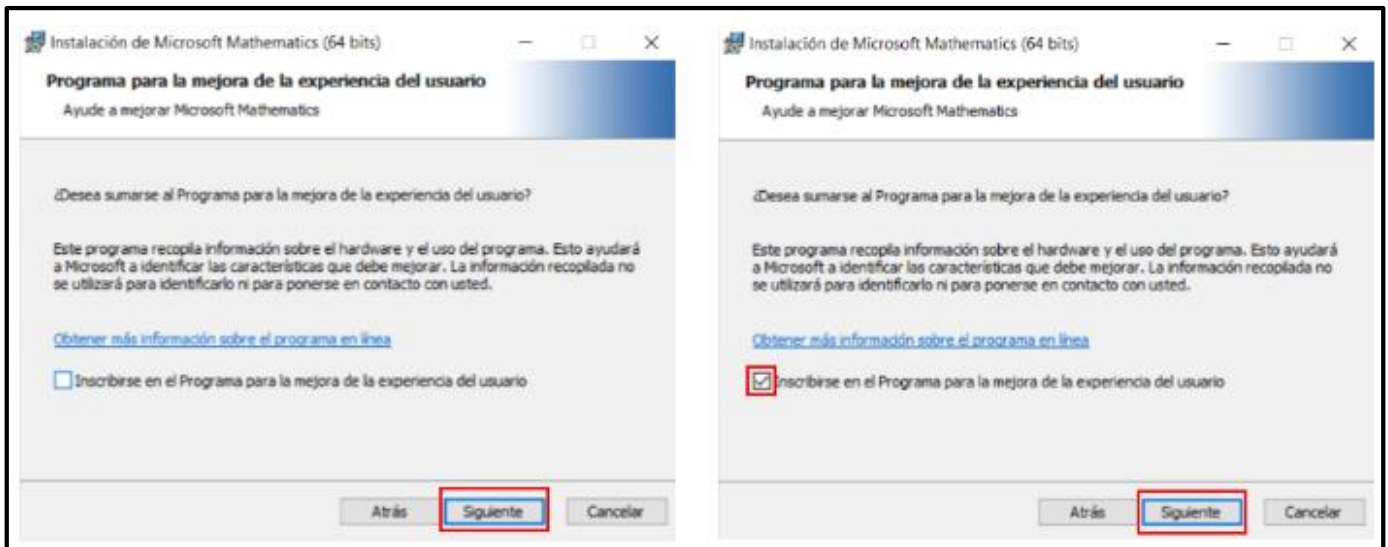 Instalación de Microsoft Mathematics (64 bits)
Programa para la mejora de la experiencia del usuario
Ayude a mejorar Microsoft Mathematics
¿Desea sumarse al Programa para la mejora de la experiencia del usuario?
Este programa recopila información sobre el hardware y el uso del programa. Esto ayudará
a Microsoft a identificar las características que debe mejorar. La información recopilada no
se utilizará para identificarlo ni para ponerse en contacto con usted.
Obtener más información sobre el programa en línea
Inscribirse en el Programa para la mejora de la experiencia del usuario
Atrás Siguiente Cancelar
Instalación de Microsoft Mathematics (64 bits)
Programa para la mejora de la experiencia del usuario
Ayude a mejorar Microsoft Mathematics
¿Desea sumarse al Programa para la mejora de la experiencia del usuario?
Este programa recopila información sobre el hardware y el uso del programa. Esto ayudará
a Microsoft a identificar las características que debe mejorar. La información recopilada no
se utilizará para identificarlo ni para ponerse en contacto con usted.
Obtener más información sobre el programa en línea
Inscribirse en el Programa para la mejora de la experiencia del usuario
Atrás Siguiente Cancelar